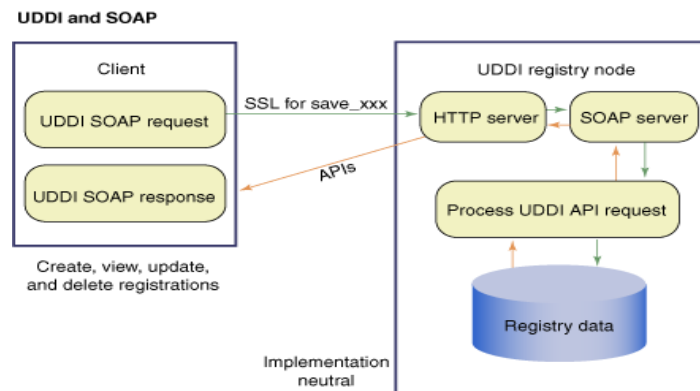 UDDI and SOAP
Client
UDDI SOAP request
UDDI SOAP response
Create, view, update,
and delete registrations
SSL for save_xxx
APIs
UDDI registry node
HTTP server
SOAP server
Process UDDI API request
Registry data
Implementation
neutral